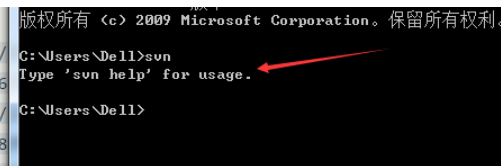 版权所有 (c) 2009 Microsoft Corporation。保留所有权利。
C:\Users\Dell>svn
Type 'svn help' for usage.
C:\Users\Dell>